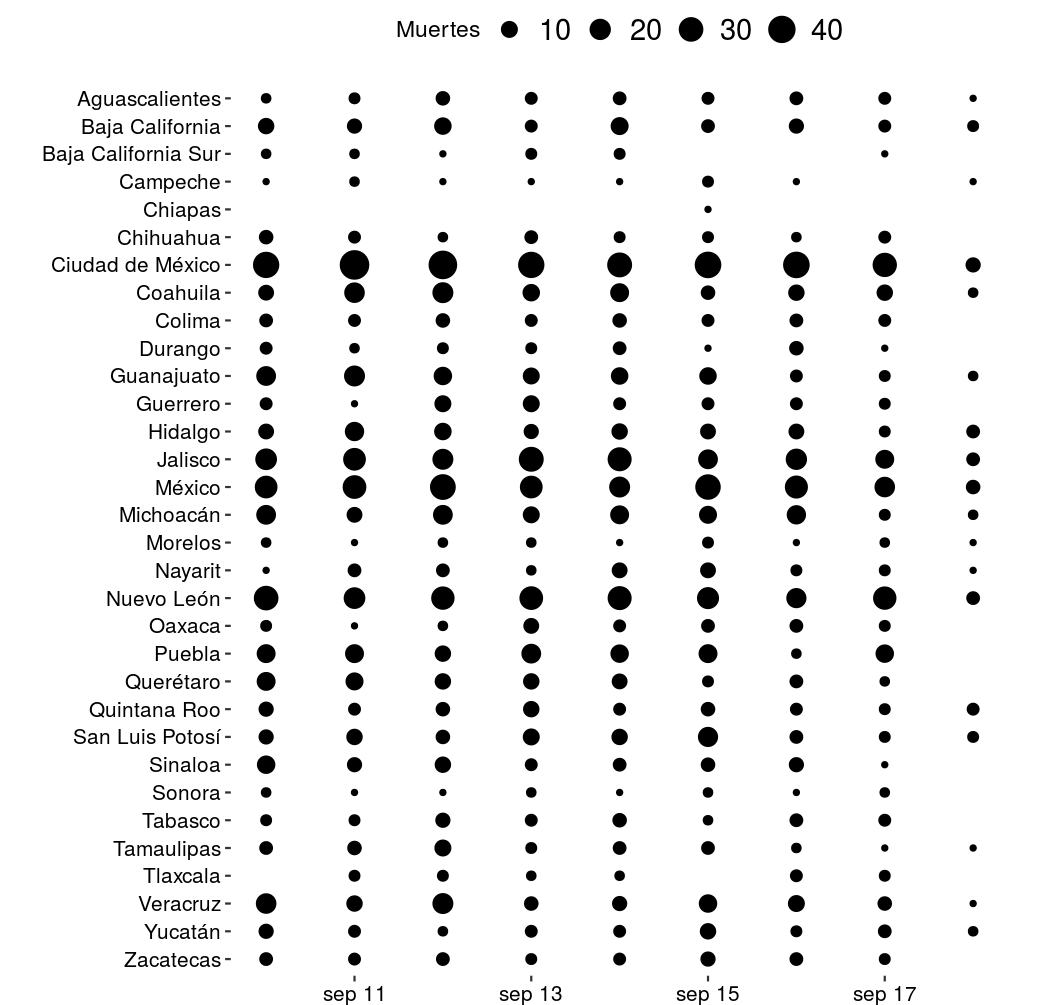 Muertes 10 20 30 40
Aguascalientes
Baja California
Baja California Sur
Campeche
Chiapas
Chihuahua
Ciudad de México
Coahuila
Colima
Durango
Guanajuato
Guerrero
Hidalgo
Jalisco
México
Michoacán
Morelos
Nayarit
Nuevo León
Oaxaca
Puebla
Querétaro
Quintana Roo
San Luis Potosí
Sinaloa
Sonora
Tabasco
Tamaulipas
Tlaxcala
Veracruz
Yucatán
Zacatecas
sep 11 sep 13 sep 15 sep 17